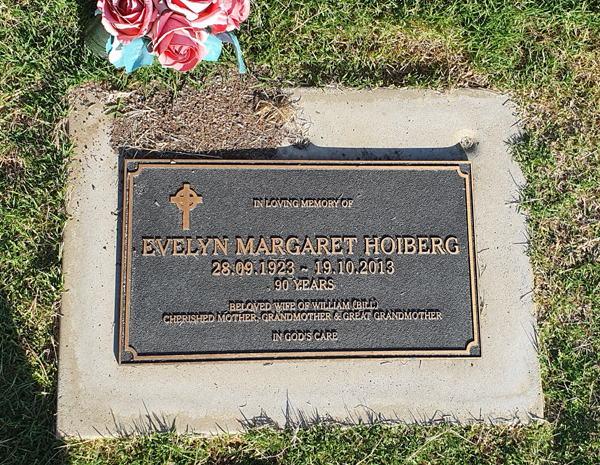 IN LOVING MEMORY OF
EVELYN MARGARET HOIBERG
28.09.1923 ~ 19.10.2013
90 YEARS
BELOVED WIFE OF WILLIAM (BILL)
CHERISHED MOTHER, GRANDMOTHER & GREAT GRANDMOTHER
IN GOD'S CARE